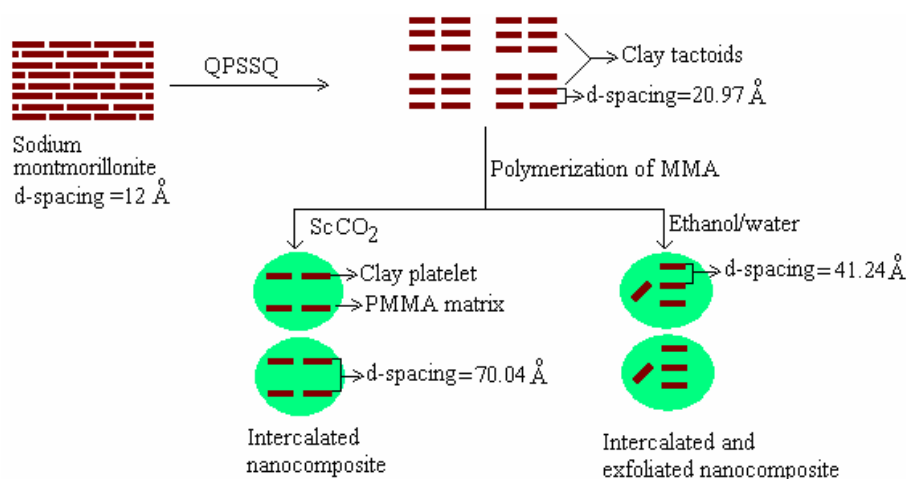 QPSSQ
Clay tactoids
d-spacing=20.97 Å
Sodium
montmorillonite
d-spacing =12 Å
Polymerization of MMA
ScCO₂
Ethanol/water
Clay platelet
PMMA matrix
d-spacing=41.24 Å
d-spacing=70.04 Å
Intercalated
nanocomposite
Intercalated and
exfoliated nanocomposite